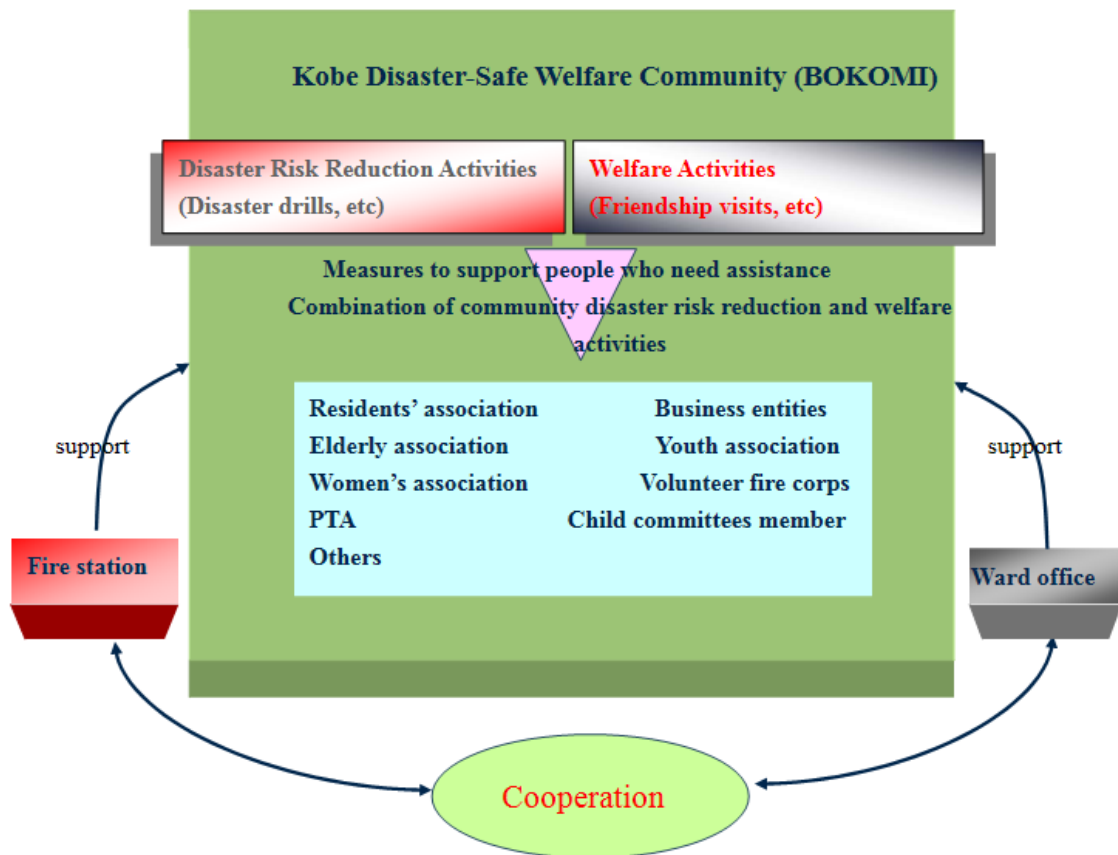 Kobe Disaster-Safe Welfare Community (BOKOMI)
Disaster Risk Reduction Activities
(Disaster drills, etc)
Welfare Activities
(Friendship visits, etc)
Measures to support people who need assistance
Combination of community disaster risk reduction and welfare
activities
Residents’ association Business entities
Elderly association Youth association
Women’s association Volunteer fire corps
PTA Child committees member
Others
support
support
Fire station
Ward office
Cooperation